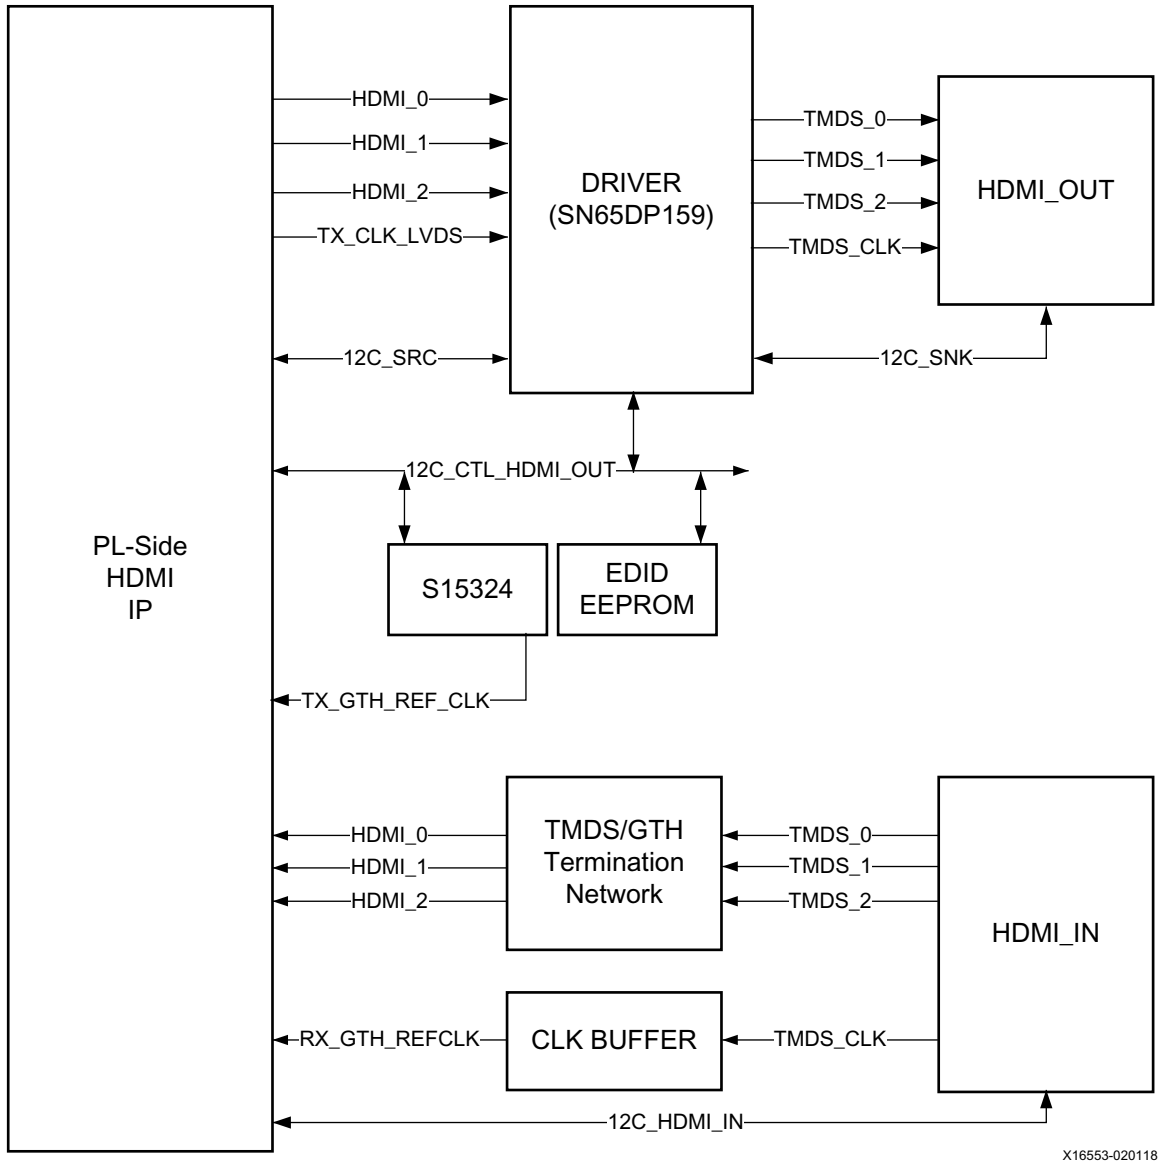 HDMI_0
HDMI_1
HDMI_2
TX_CLK_LVDS
12C_SRC
DRIVER
(SN65DP159)
TMDS_0
TMDS_1
TMDS_2
TMDS_CLK
12C_SNK
HDMI_OUT
12C_CTL_HDMI_OUT
PL-Side
HDMI
IP
S15324
EDID
EEPROM
TX_GTH_REF_CLK
HDMI_0
HDMI_1
HDMI_2
TMDS/GTH
Termination
Network
TMDS_0
TMDS_1
TMDS_2
HDMI_IN
RX_GTH_REFCLK
CLK BUFFER
TMDS_CLK
12C_HDMI_IN
X16553-020118